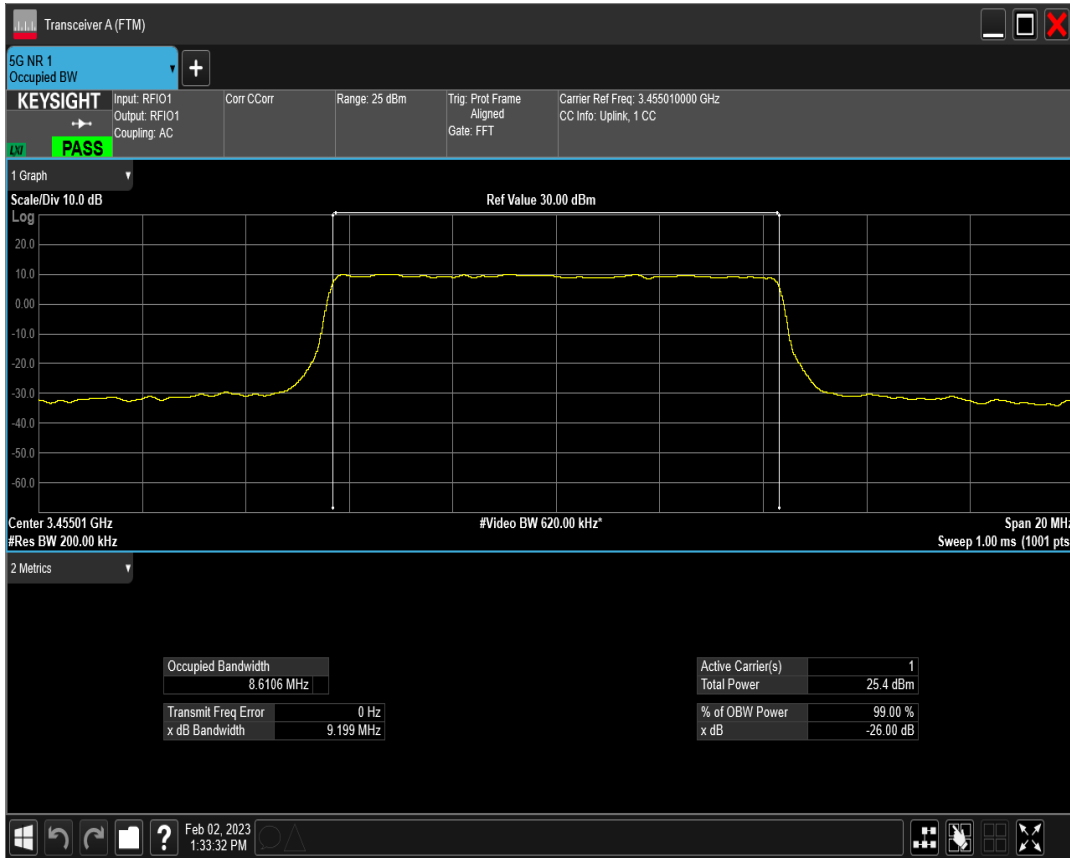 Transceiver A (FTM)
5G NR 1
Occupied BW
+
KEYSIGHT
LXI
PASS
Input: RFIO1
Output: RFIO1
Coupling: AC
Corr CCorr
Range: 25 dBm
Trig: Prot Frame
Aligned
Gate: FFT
Carrier Ref Freq: 3.455010000 GHz
CC Info: Uplink, 1 CC
1 Graph
Scale/Div 10.0 dB
Ref Value 30.00 dBm
Log
20.0
10.0
0.00
-10.0
-20.0
-30.0
-40.0
-50.0
-60.0
Center 3.45501 GHz
#Video BW 620.00 kHz*
Span 20 MHz
#Res BW 200.00 kHz
Sweep 1.00 ms (1001 pts
2 Metrics
Occupied Bandwidth
8.6106 MHz
Transmit Freq Error 0 Hz
x dB Bandwidth 9.199 MHz
Active Carrier(s) 1
Total Power 25.4 dBm
% of OBW Power 99.00 %
x dB -26.00 dB
?
Feb 02, 2023
1:33:32 PM